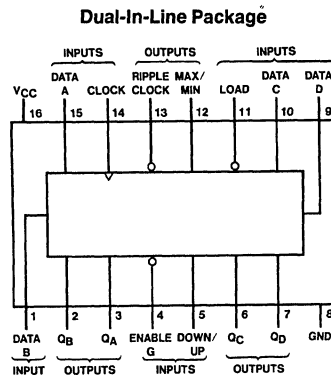 Dual-In-Line Package
INPUTS OUTPUTS INPUTS
DATA RIPPLE MAX/ DATA DATA
VCC A CLOCK CLOCK MIN LOAD C D
16 15 14 13 12 11 10 9
1 2 3 4 5 6 7 8
DATA QB QA ENABLE DOWN/ QC QD GND
B G UP
INPUT OUTPUTS INPUTS OUTPUTS